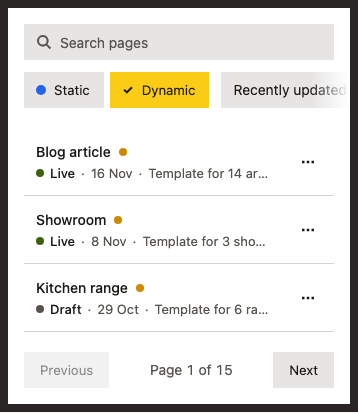 Search pages
Static
Dynamic
Recently updated
Blog article
Live · 16 Nov · Template for 14 ar...
Showroom
Live · 8 Nov · Template for 3 sho...
Kitchen range
Draft · 29 Oct · Template for 6 ra...
Previous
Page 1 of 15
Next